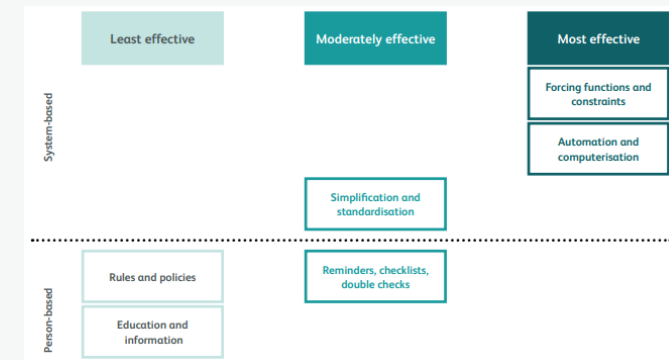 Least effective
Moderately effective
Most effective
System-based
Forcing functions and
constraints
Automation and
computerisation
Simplification and
standardisation
Person-based
Rules and policies
Reminders, checklists,
double checks
Education and
information